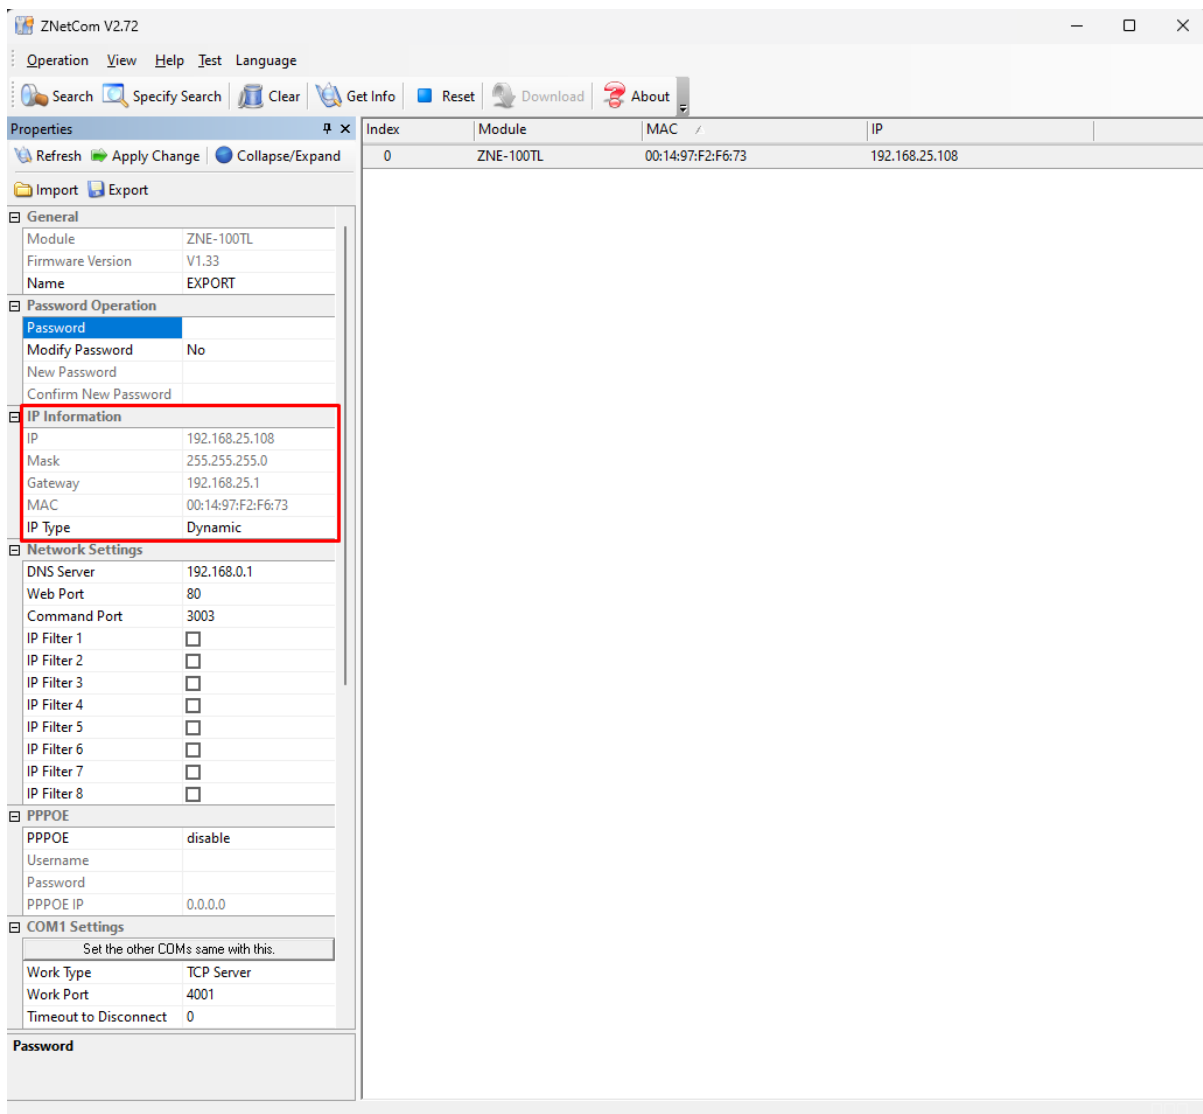 ZNetCom V2.72
Operation View Help Test Language
Search Specify Search Clear Get Info Reset Download About
Properties
Refresh Apply Change Collapse/Expand
Import Export
General
Module ZNE-100TL
Firmware Version V1.33
Name EXPORT
Password Operation
Password
Modify Password No
New Password
Confirm New Password
IP Information
IP 192.168.25.108
Mask 255.255.255.0
Gateway 192.168.25.1
MAC 00:14:97:F2:F6:73
IP Type Dynamic
Network Settings
DNS Server 192.168.0.1
Web Port 80
Command Port 3003
IP Filter 1
IP Filter 2
IP Filter 3
IP Filter 4
IP Filter 5
IP Filter 6
IP Filter 7
IP Filter 8
PPPOE
PPPOE disable
Username
Password
PPPOE IP 0.0.0.0
COM1 Settings
Set the other COMs same with this.
Work Type TCP Server
Work Port 4001
Timeout to Disconnect 0
Password
Index Module MAC IP
0 ZNE-100TL 00:14:97:F2:F6:73 192.168.25.108